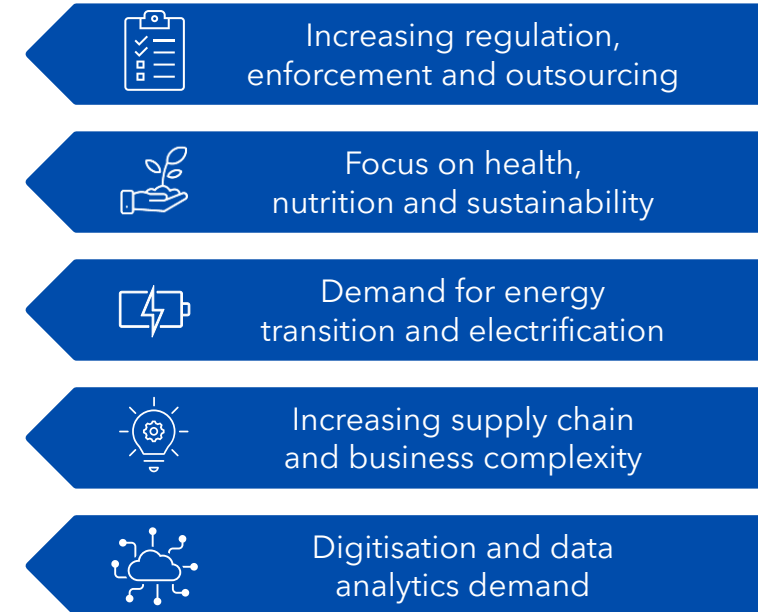 Increasing regulation,
enforcement and outsourcing
Focus on health,
nutrition and sustainability
Demand for energy
transition and electrification
Increasing supply chain
and business complexity
Digitisation and data
analytics demand